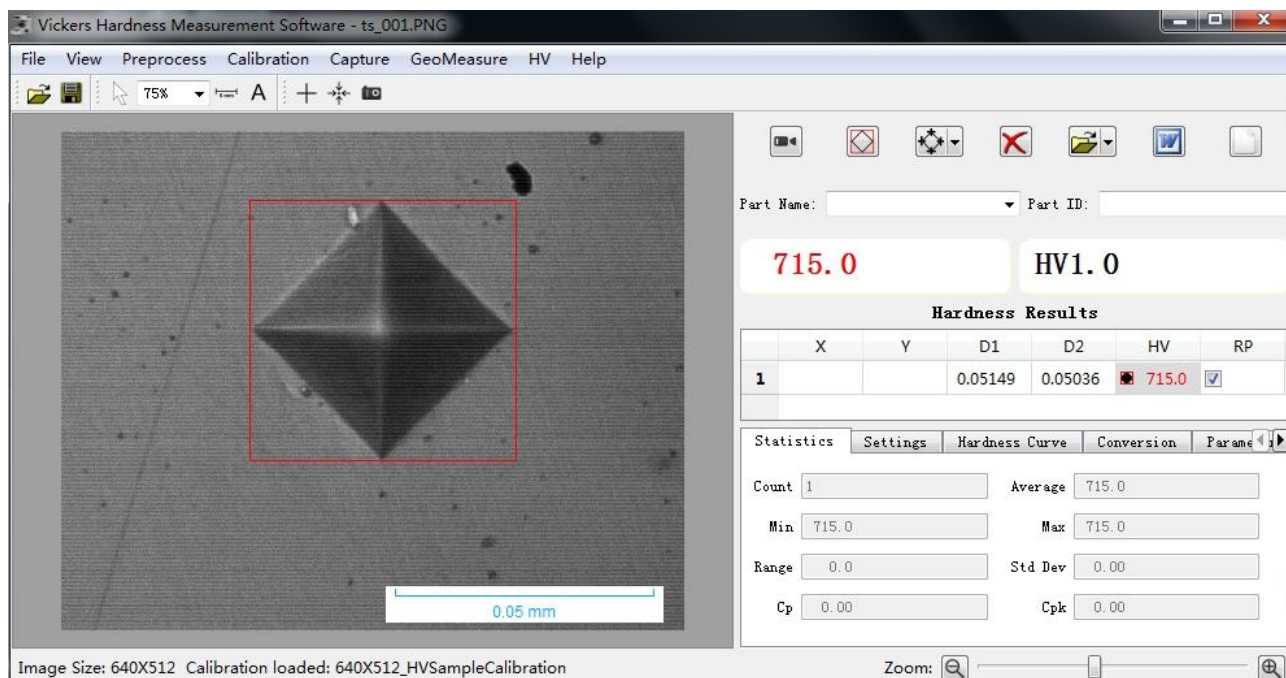 Vickers Hardness Measurement Software - ts_001.PNG
File View Preprocess Calibration Capture GeoMeasure HV Help
75% A
W
Part Name: Part ID:
715.0 HV1.0
Hardness Results
X Y D1 D2 HV RP
1 0.05149 0.05036 715.0
Statistics Settings Hardness Curve Conversion
Count 1 Average 715.0
Min 715.0 Max 715.0
Range 0.0 Std Dev 0.00
Cp 0.00 Cpk 0.00
0.05 mm
Image Size: 640X512 Calibration loaded: 640X512_HVSampleCalibration Zoom: